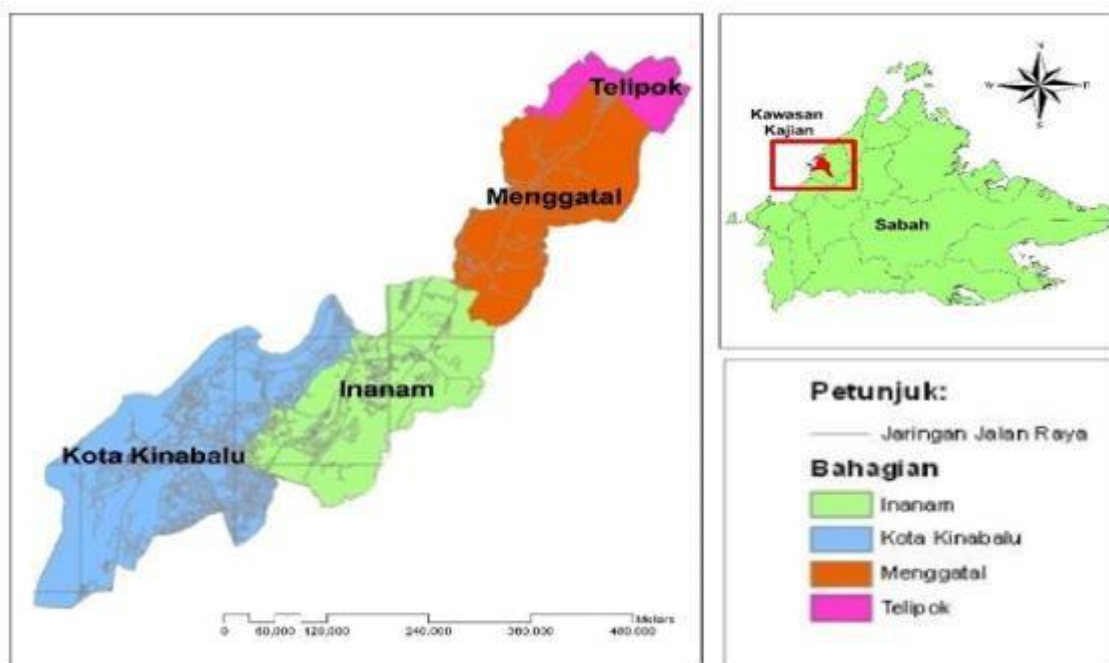 Telipok
Menggatal
Inanam
Kota Kinabalu
0 60,000 120,000 240,000 360,000 480,000
Meters
Kawasan
Kajian
Sabah
N
W
E
S
Petunjuk:
Jaringan Jalan Raya
Bahagian
Inanam
Kota Kinabalu
Menggatal
Telipok